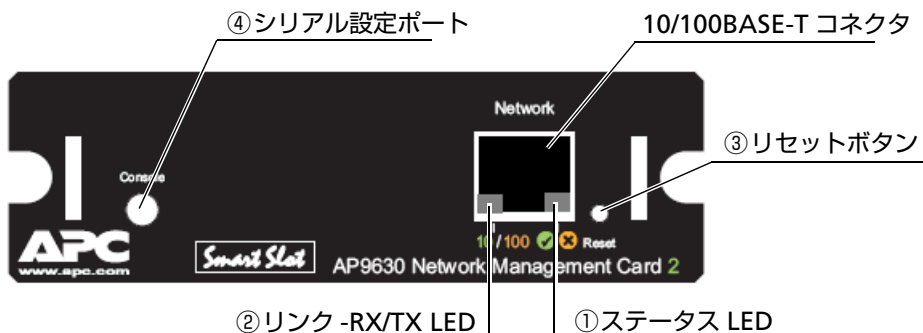 ④シリアル設定ポート
10/100BASE-T コネクタ
Network
③リセットボタン
Console
10/100 Reset
APC
www.apc.com
Smart Slot
AP9630 Network Management Card 2
②リンク -RX/TX LED
①ステータス LED